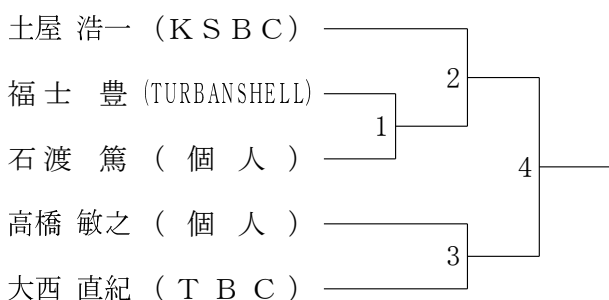 土屋 浩一 (ＫＳＢＣ)
2
福士 豊 (TURBANSHELL)
1
石渡 篤 (個人)
4
高橋 敏之 (個人)
3
大西 直紀 (ＴＢＣ)